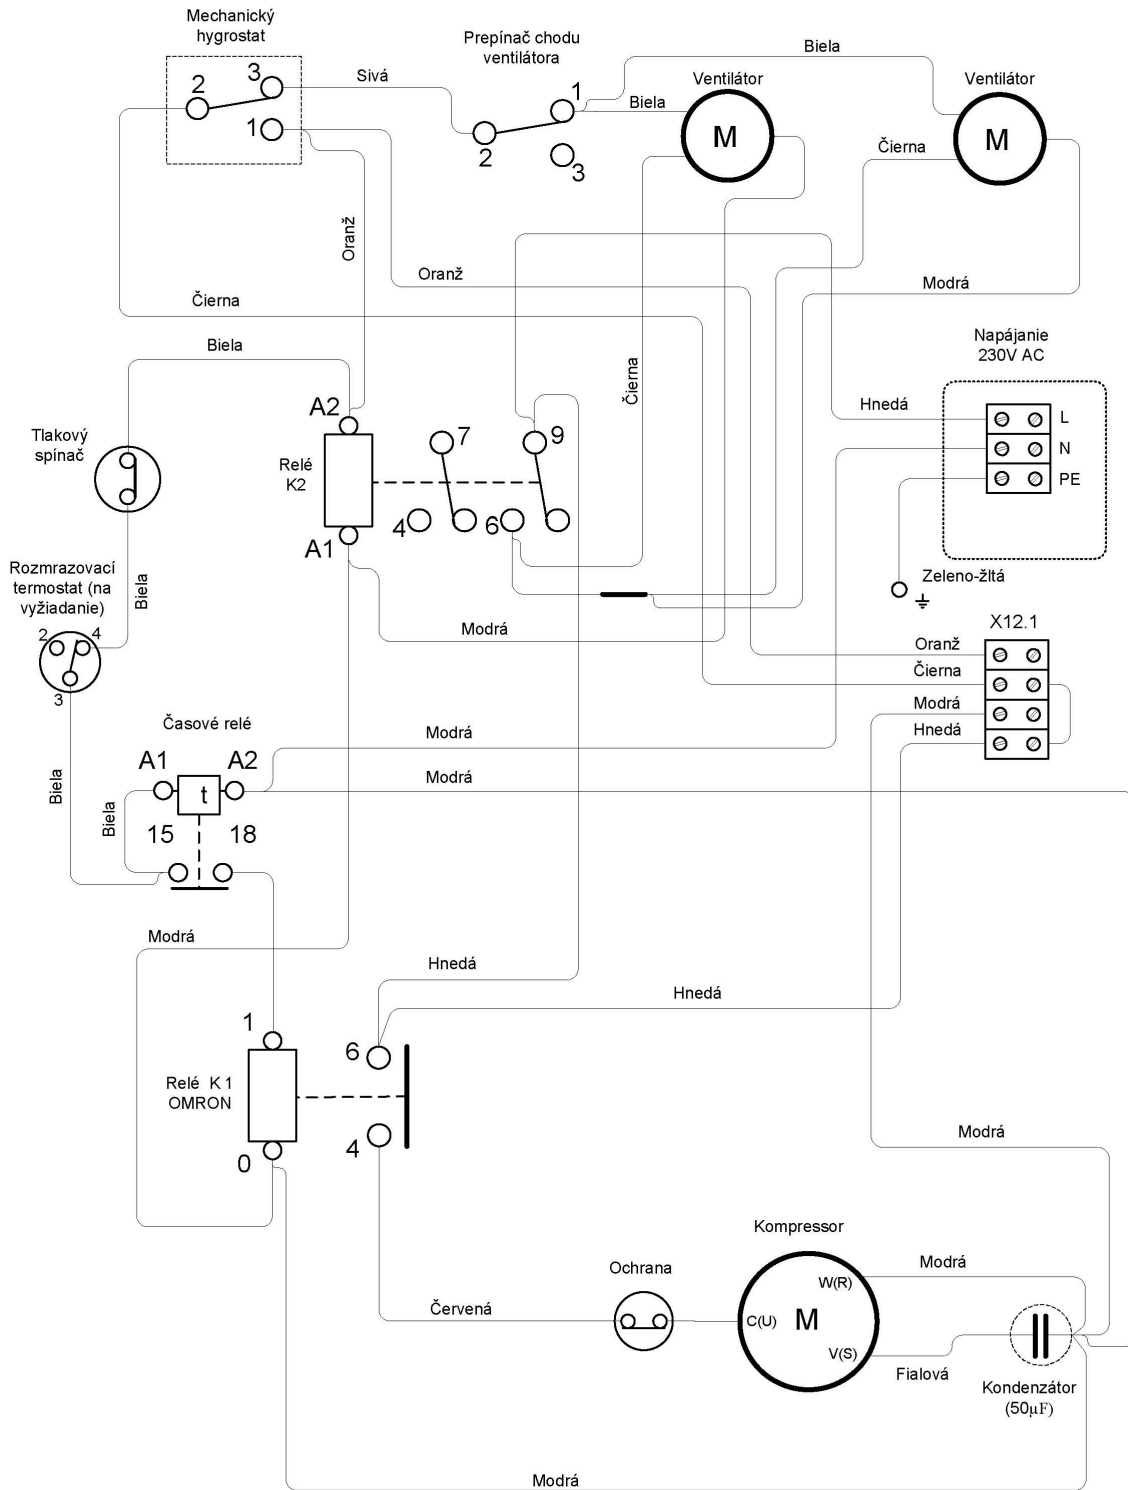 Mechanický
hygrostat
Prepínač chodu
ventilátora
Biela
3
2
1
Sivá
1
2
3
Biela
Ventilátor
M
Ventilátor
M
Čierna
Oranž
Oranž
Čierna
Modrá
Biela
Čierna
Napájanie
230V AC
Hnedá
L
N
PE
Zeleno-žltá
Tlakový
spínač
A2
Relé
K2
A1
7
9
4
6
Rozmrazovací
termostat (na
vyžiadanie)
Biela
2
4
3
Modrá
X12.1
Oranž
Čierna
Modrá
Hnedá
Časové relé
Modrá
Modrá
A1
A2
t
15
18
Biela
Biela
Modrá
Hnedá
Hnedá
1
Relé K1
OMRON
0
6
4
Modrá
Kompressor
Ochrana
Červená
W(R)
C(U)
M
V(S)
Modrá
Fialová
Kondenzátor
(50µF)
Modrá